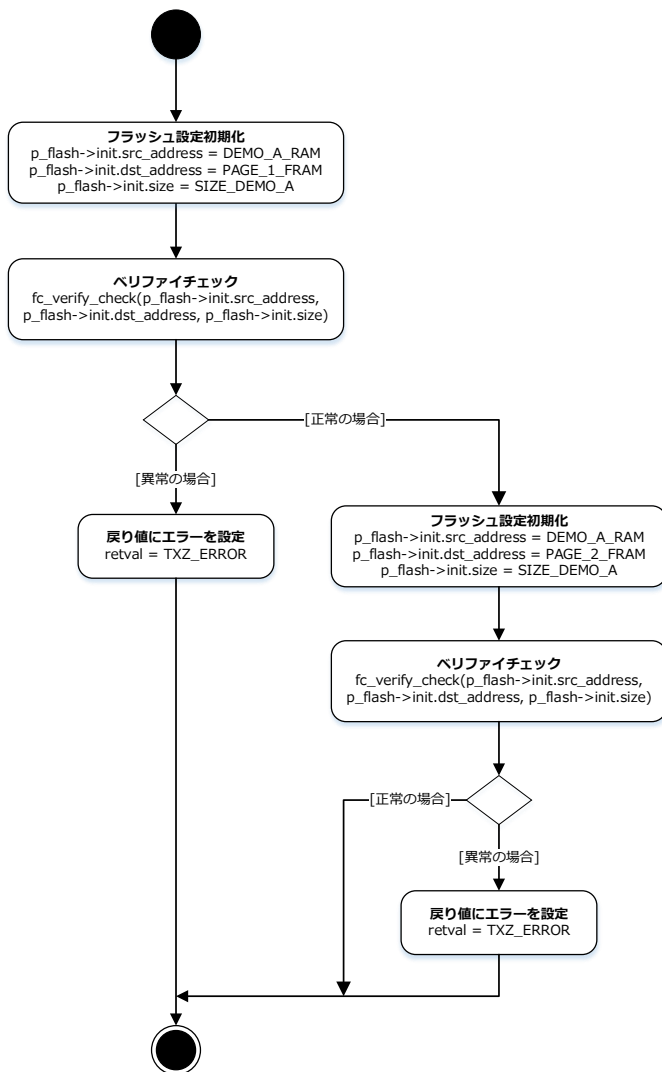 フラッシュ設定初期化
p_flash->init.src_address = DEMO_A_RAM
p_flash->init.dst_address = PAGE_1_FRAM
p_flash->init.size = SIZE_DEMO_A
ベリファイチェック
fc_verify_check(p_flash->init.src_address,
p_flash->init.dst_address, p_flash->init.size)
[正常の場合]
[異常の場合]
戻り値にエラーを設定
retval = TXZ_ERROR
フラッシュ設定初期化
p_flash->init.src_address = DEMO_A_RAM
p_flash->init.dst_address = PAGE_2_FRAM
p_flash->init.size = SIZE_DEMO_A
ベリファイチェック
fc_verify_check(p_flash->init.src_address,
p_flash->init.dst_address, p_flash->init.size)
[正常の場合]
[異常の場合]
戻り値にエラーを設定
retval = TXZ_ERROR